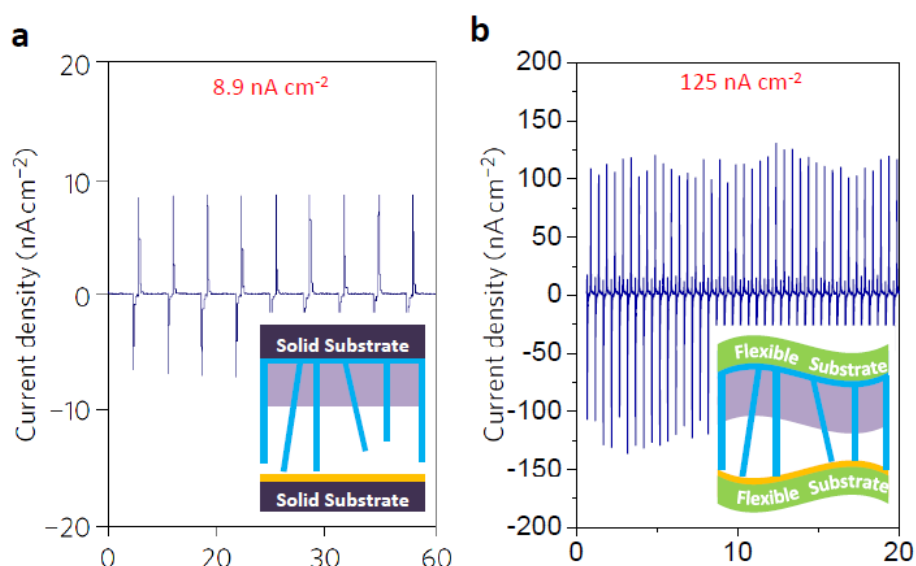 a
8.9 nA cm⁻²
Current density (nA cm⁻²)
20
10
0
−10
−20
0
20
30
60
Solid Substrate
Solid Substrate
b
125 nA cm⁻²
Current density (nA cm⁻²)
200
150
100
50
0
-50
-100
-150
-200
0
10
20
Flexible Substrate
Flexible Substrate